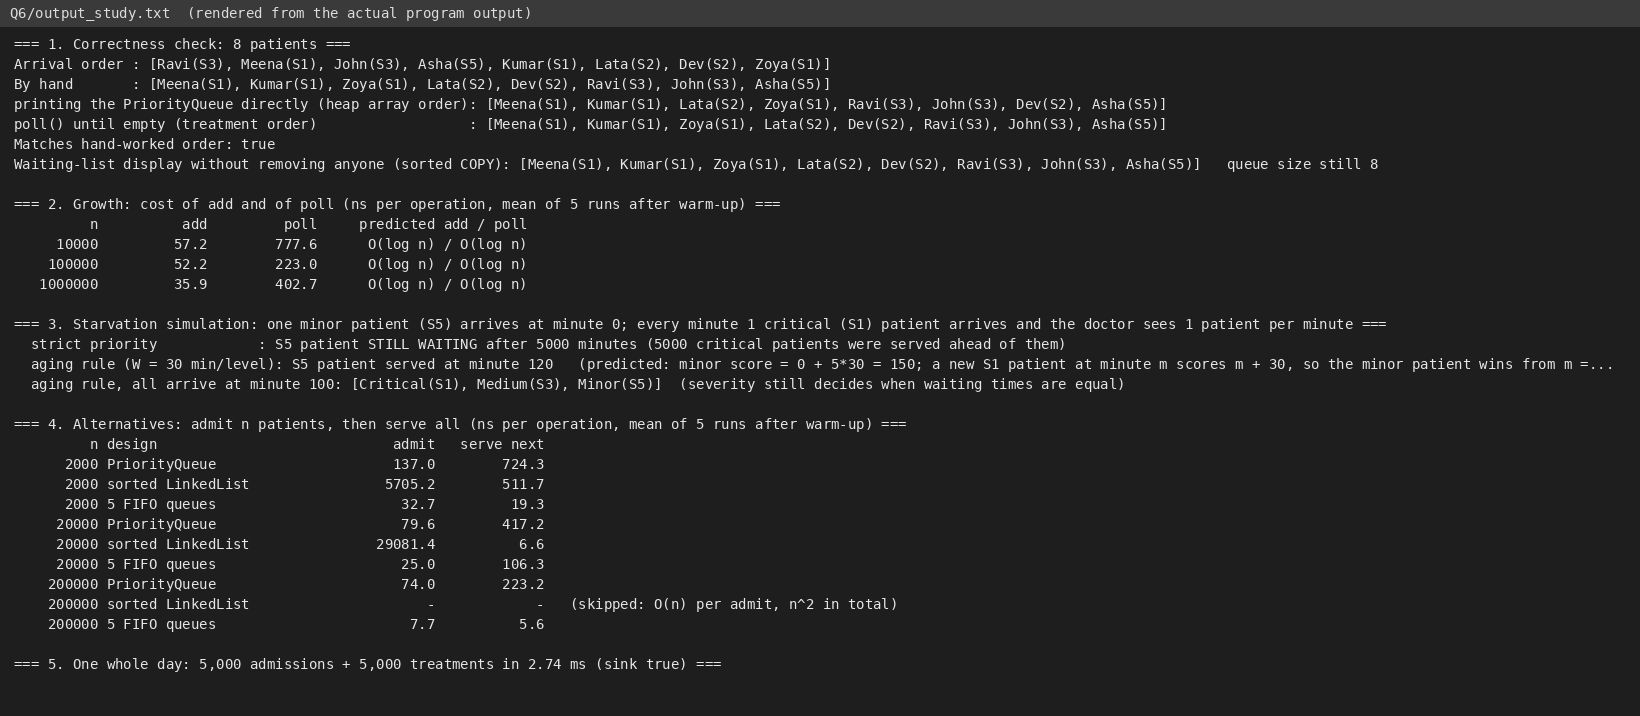 Q6/output_study.txt  (rendered from the actual program output)
=== 1. Correctness check: 8 patients ===
Arrival order : [Ravi(S3), Meena(S1), John(S3), Asha(S5), Kumar(S1), Lata(S2), Dev(S2), Zoya(S1)]
By hand       : [Meena(S1), Kumar(S1), Zoya(S1), Lata(S2), Dev(S2), Ravi(S3), John(S3), Asha(S5)]
printing the PriorityQueue directly (heap array order): [Meena(S1), Kumar(S1), Lata(S2), Zoya(S1), Ravi(S3), John(S3), Dev(S2), Asha(S5)]
poll() until empty (treatment order)                  : [Meena(S1), Kumar(S1), Zoya(S1), Lata(S2), Dev(S2), Ravi(S3), John(S3), Asha(S5)]
Matches hand-worked order: true
Waiting-list display without removing anyone (sorted COPY): [Meena(S1), Kumar(S1), Zoya(S1), Lata(S2), Dev(S2), Ravi(S3), John(S3), Asha(S5)]   queue size still 8
=== 2. Growth: cost of add and of poll (ns per operation, mean of 5 runs after warm-up) ===
         n          add         poll     predicted add / poll
     10000         57.2        777.6      O(log n) / O(log n)
    100000         52.2        223.0      O(log n) / O(log n)
   1000000         35.9        402.7      O(log n) / O(log n)
=== 3. Starvation simulation: one minor patient (S5) arrives at minute 0; every minute 1 critical (S1) patient arrives and the doctor sees 1 patient per minute ===
  strict priority            : S5 patient STILL WAITING after 5000 minutes (5000 critical patients were served ahead of them)
  aging rule (W = 30 min/level): S5 patient served at minute 120   (predicted: minor score = 0 + 5*30 = 150; a new S1 patient at minute m scores m + 30, so the minor patient wins from m =...
  aging rule, all arrive at minute 100: [Critical(S1), Medium(S3), Minor(S5)]  (severity still decides when waiting times are equal)
=== 4. Alternatives: admit n patients, then serve all (ns per operation, mean of 5 runs after warm-up) ===
         n design                            admit   serve next
      2000 PriorityQueue                     137.0        724.3
      2000 sorted LinkedList                5705.2        511.7
      2000 5 FIFO queues                      32.7         19.3
     20000 PriorityQueue                      79.6        417.2
     20000 sorted LinkedList               29081.4          6.6
     20000 5 FIFO queues                      25.0        106.3
    200000 PriorityQueue                      74.0        223.2
    200000 sorted LinkedList                     -            -   (skipped: O(n) per admit, n^2 in total)
    200000 5 FIFO queues                       7.7          5.6
=== 5. One whole day: 5,000 admissions + 5,000 treatments in 2.74 ms (sink true) ===